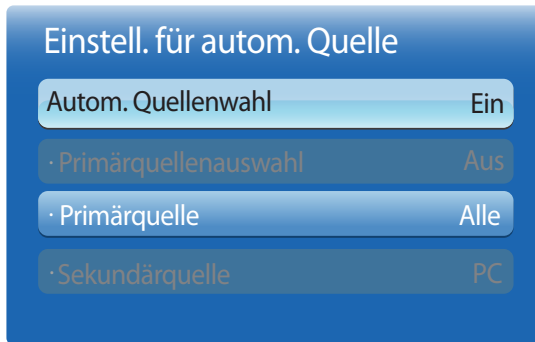 Einstell. für autom. Quelle
Autom. Quellenwahl Ein
· Primärquellenauswahl Aus
· Primärquelle Alle
· Sekundärquelle PC